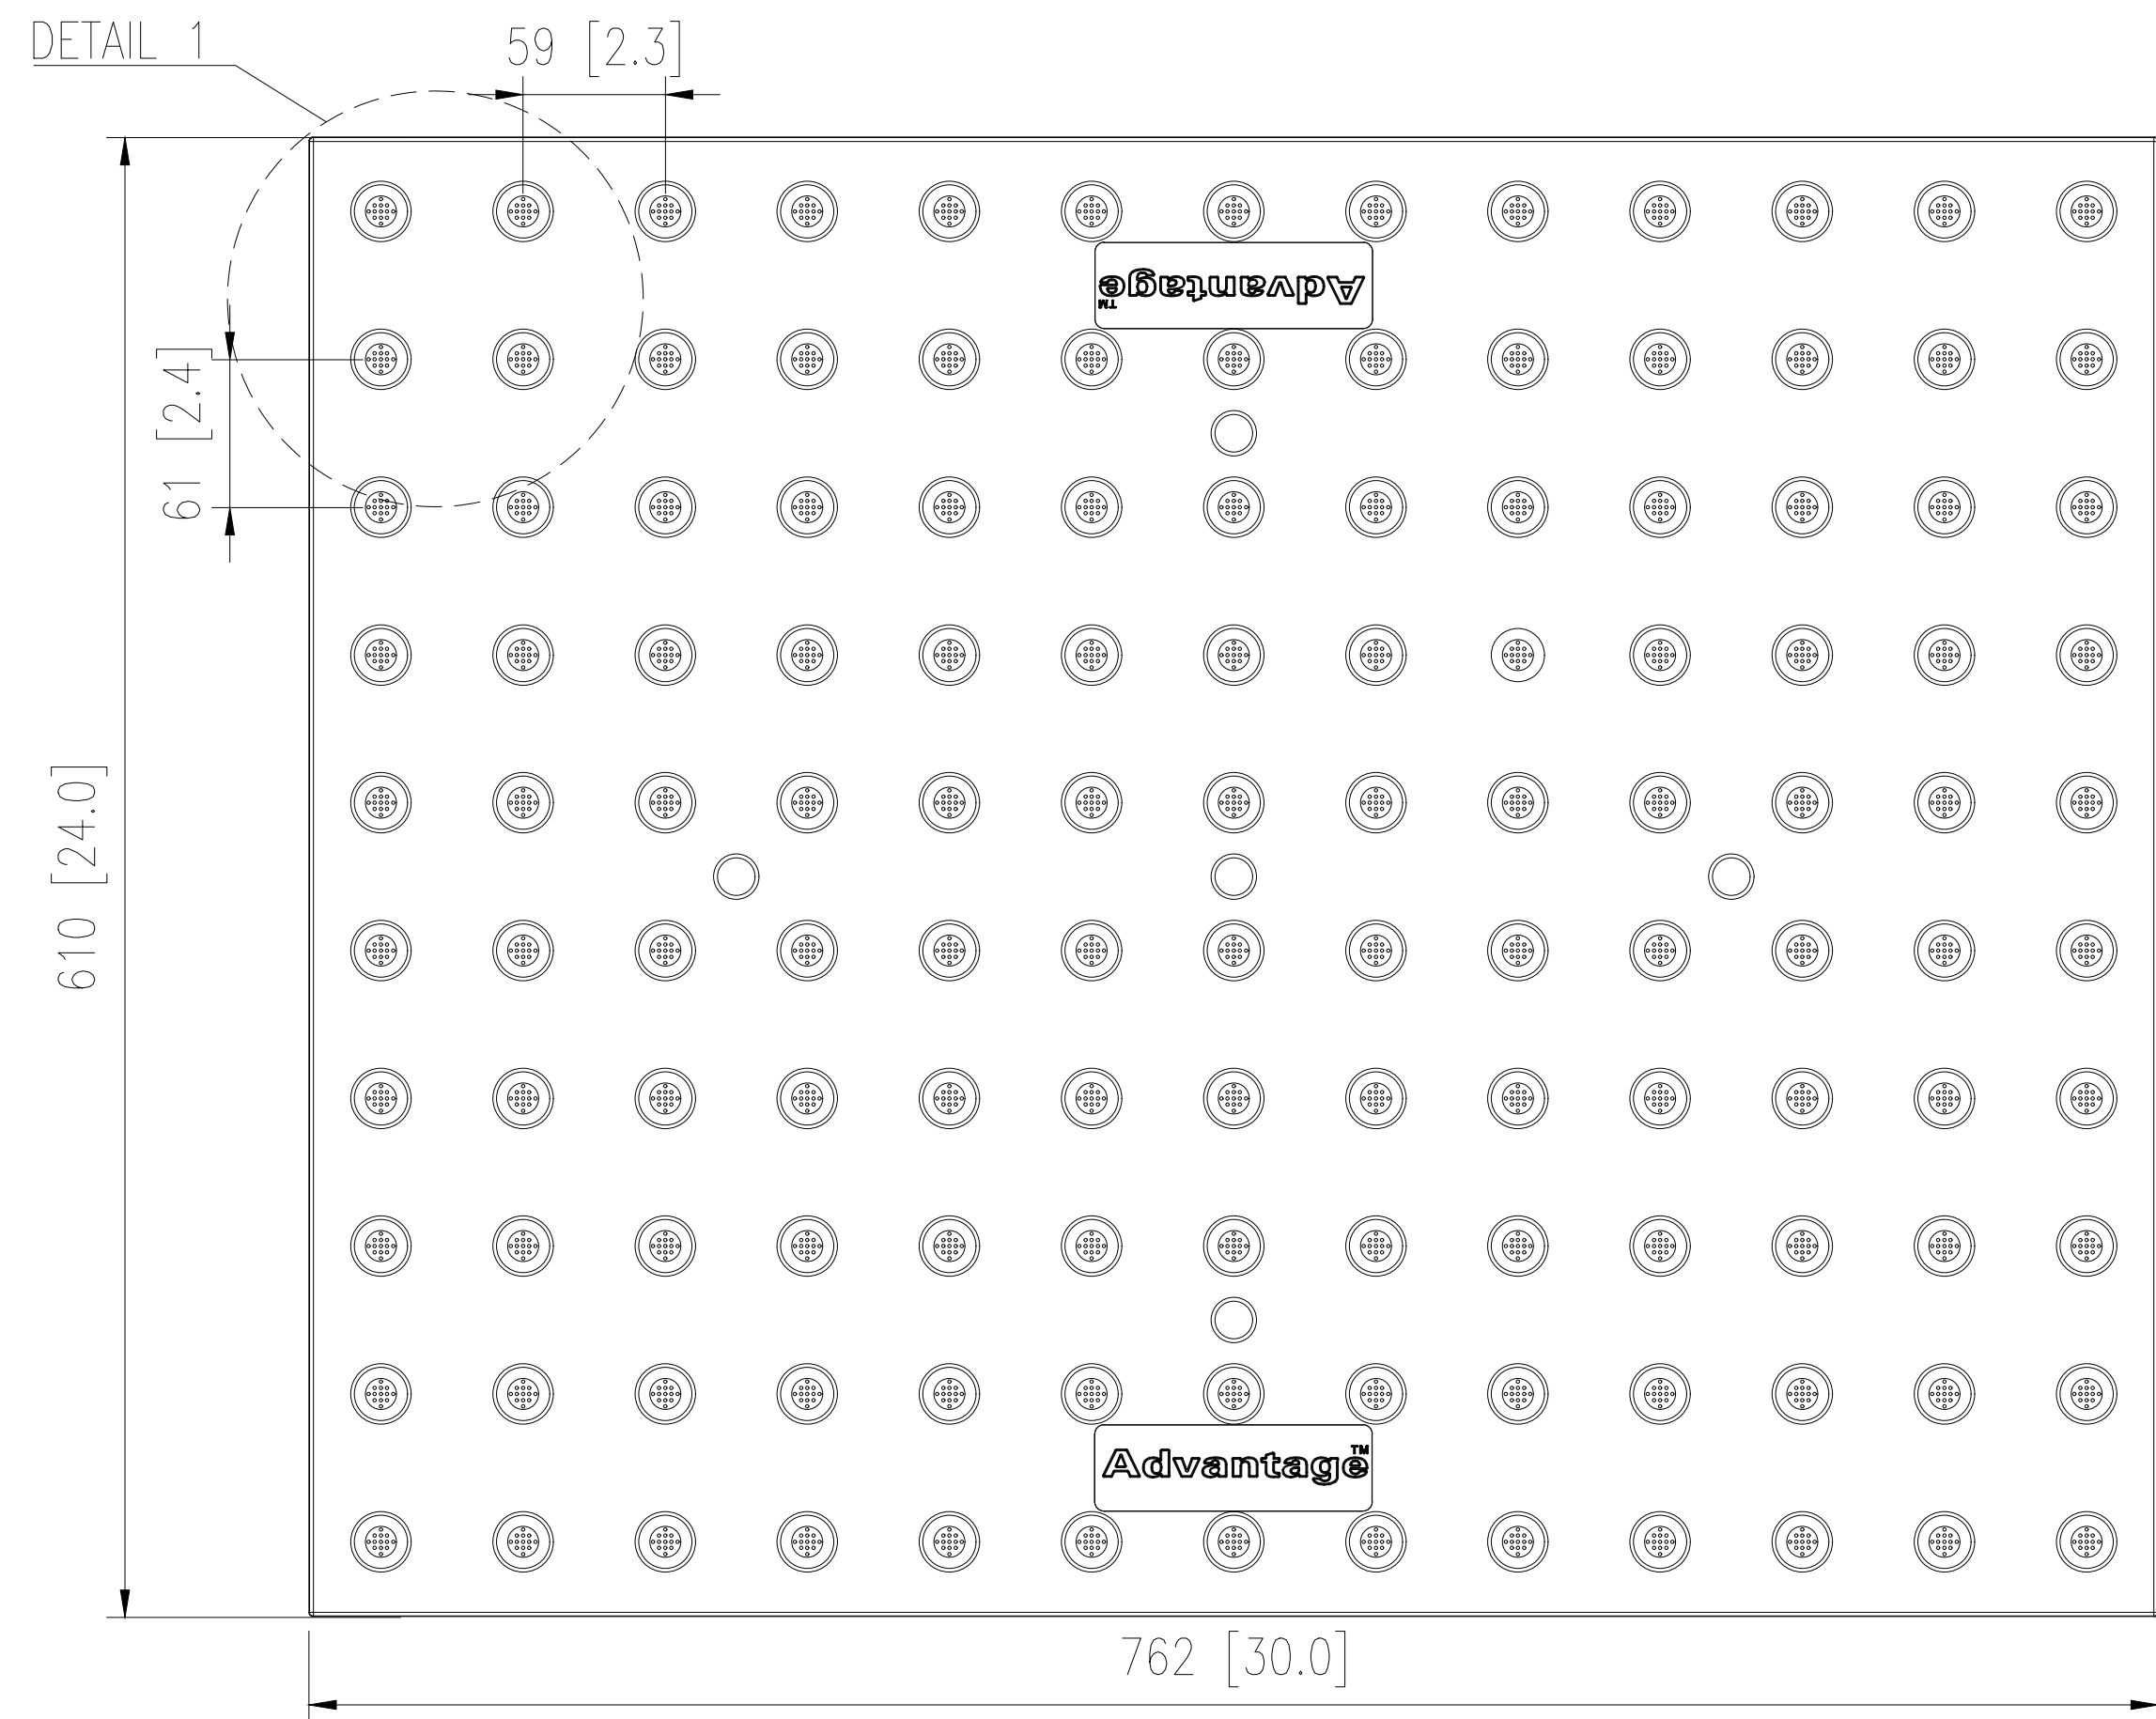 DETAIL 1
59 [2.3]
Advantage™
61 [2.4]
610 [24.0]
Advantage™
762 [30.0]